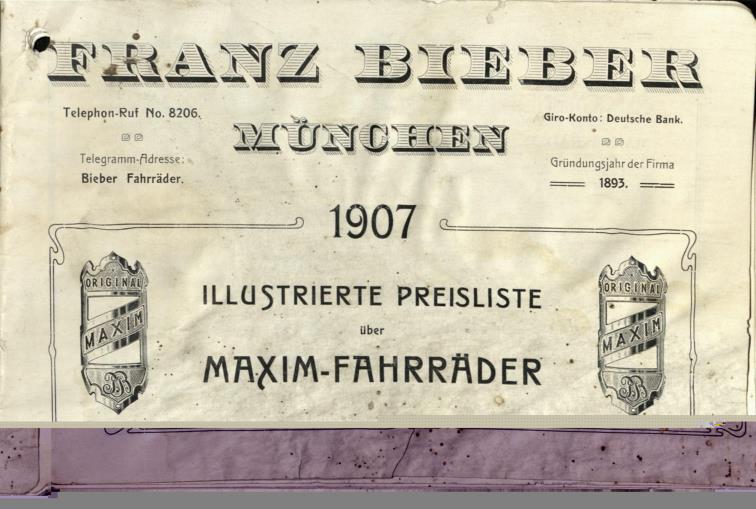 FRANZ BIEBER
Telephon-Ruf No. 8206.
Giro-Konto: Deutsche Bank.
MÜNCHEN
Telegramm-Adresse:
Bieber Fahrräder.
Gründungsjahr der Firma
1893.
1907
ORIGINAL
MAXIM
ILLUSTRIERTE PREISLISTE
über
MAXIM-FAHRRÄDER
ORIGINAL
MAXIM